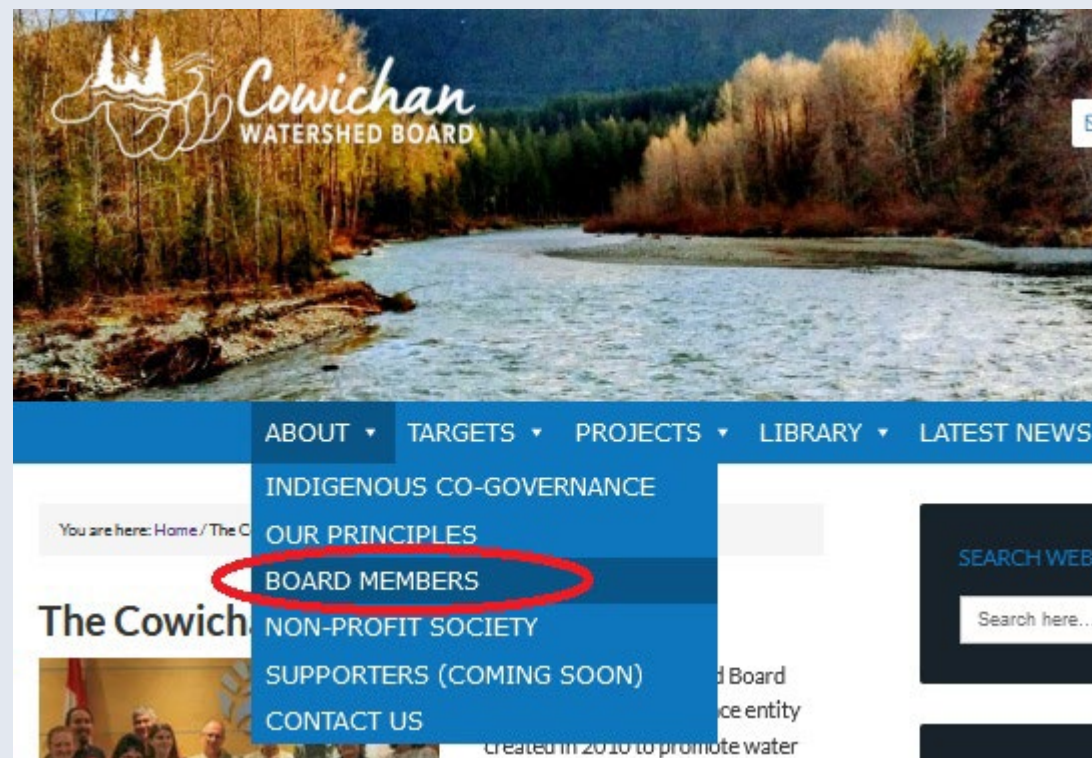 Cowichan
WATERSHED BOARD
ABOUT ▾ TARGETS ▾ PROJECTS ▾ LIBRARY ▾ LATEST NEWS
INDIGENOUS CO-GOVERNANCE
You are here: Home / The C
OUR PRINCIPLES
BOARD MEMBERS
SEARCH WEB
The Cowich
NON-PROFIT SOCIETY
Search here...
SUPPORTERS (COMING SOON)
d Board
ce entity
CONTACT US
created in 2010 to promote water